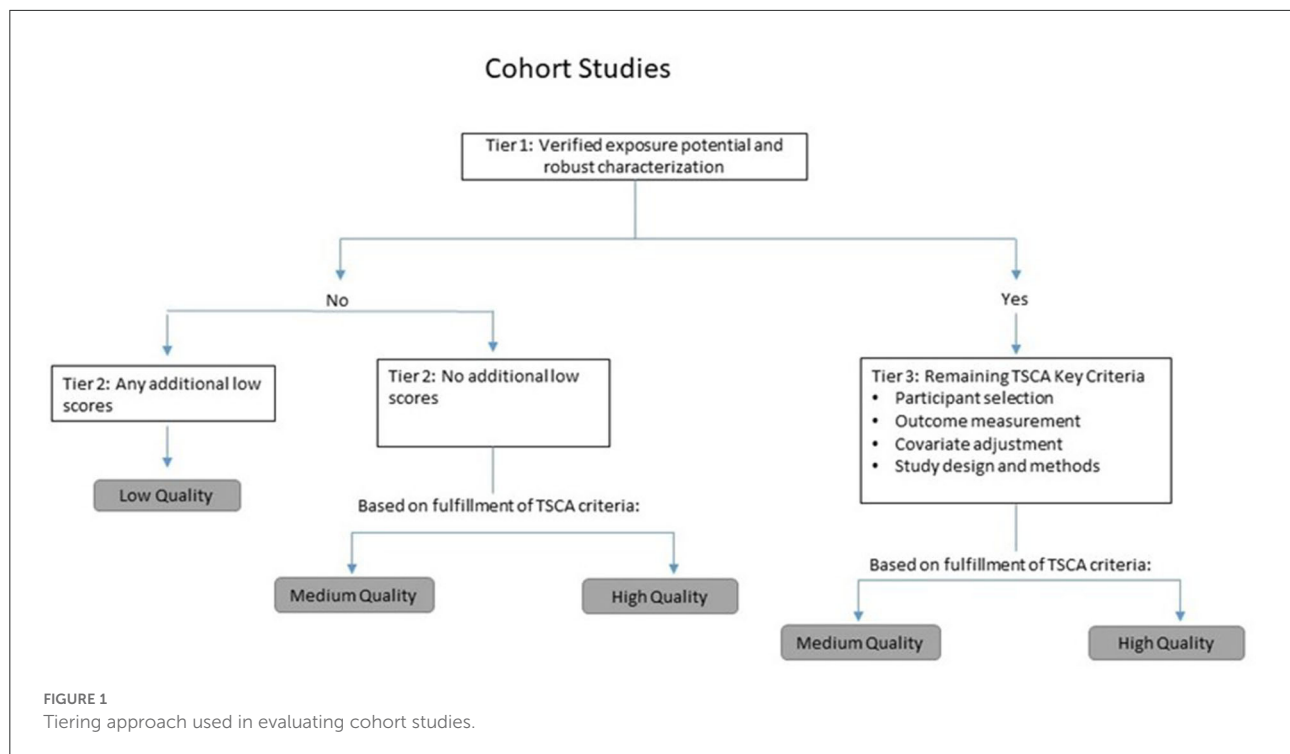 Cohort Studies
Tier 1: Verified exposure potential and
robust characterization
No
Yes
Tier 2: Any additional low
scores
Tier 2: No additional low
scores
Tier 3: Remaining TSCA Key Criteria
• Participant selection
• Outcome measurement
• Covariate adjustment
• Study design and methods
Low Quality
Based on fulfillment of TSCA criteria:
Based on fulfillment of TSCA criteria:
Medium Quality
High Quality
Medium Quality
High Quality
FIGURE 1
Tiering approach used in evaluating cohort studies.